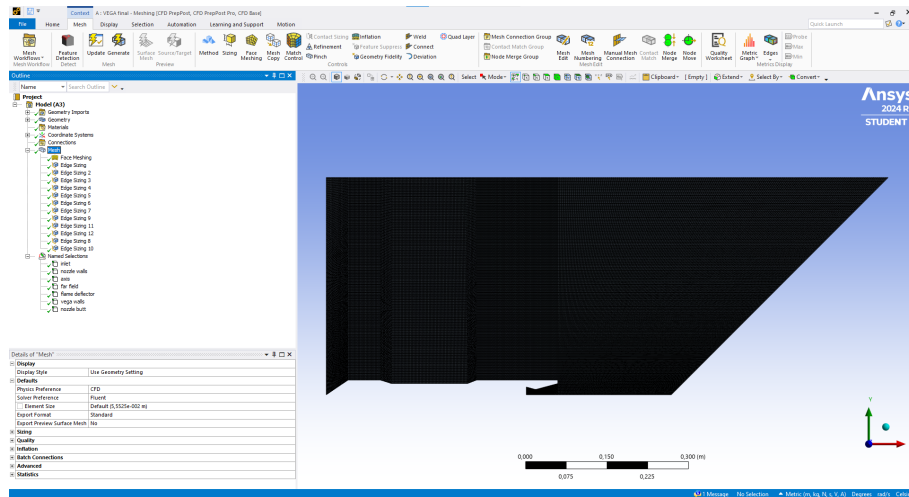 Context
A : VEGA final - Meshing [CFD PrepPost, CFD PrepPost Pro, CFD Base]
File Home Mesh Display Selection Automation Learning and Support Motion
Quick Launch
Mesh Workflows
Feature Detection
Update Generate
Surface Mesh
Source/Target
Method Sizing
Face Meshing
Mesh Copy
Match Control
Contact Sizing
Refinement
Pinch
Inflation
Feature Suppress
Geometry Fidelity
Weld
Connect
Deviation
Quad Layer
Mesh Connection Group
Contact Match Group
Node Merge Group
Mesh Edit
Mesh Numbering
Manual Mesh Connection
Contact Match
Node Merge
Node Move
Quality Worksheet
Metric Graph
Edges
Probe
Max
Min
Mesh Workflow Detect Mesh Preview Controls Mesh Edit Metrics Display
Outline
Name Search Outline
Select Mode Clipboard [Empty] Extend Select By Convert
Project
Model (A3)
Geometry Imports
Geometry
Materials
Coordinate Systems
Connections
Mesh
Face Meshing
Edge Sizing
Edge Sizing 2
Edge Sizing 3
Edge Sizing 4
Edge Sizing 5
Edge Sizing 6
Edge Sizing 7
Edge Sizing 9
Edge Sizing 11
Edge Sizing 12
Edge Sizing 8
Edge Sizing 10
Named Selections
inlet
nozzle walls
axis
far field
flame deflector
vega walls
nozzle butt
Ansys
2024 R
STUDENT
Details of "Mesh"
Display
Display Style Use Geometry Setting
Defaults
Physics Preference CFD
Solver Preference Fluent
Element Size Default (5,5525e-002 m)
Export Format Standard
Export Preview Surface Mesh No
Sizing
Quality
Inflation
Batch Connections
Advanced
Statistics
0,000 0,150 0,300 (m)
0,075 0,225
Y
X
1 Message No Selection Metric (m, kg, N, s, V, A) Degrees rad/s Celsi